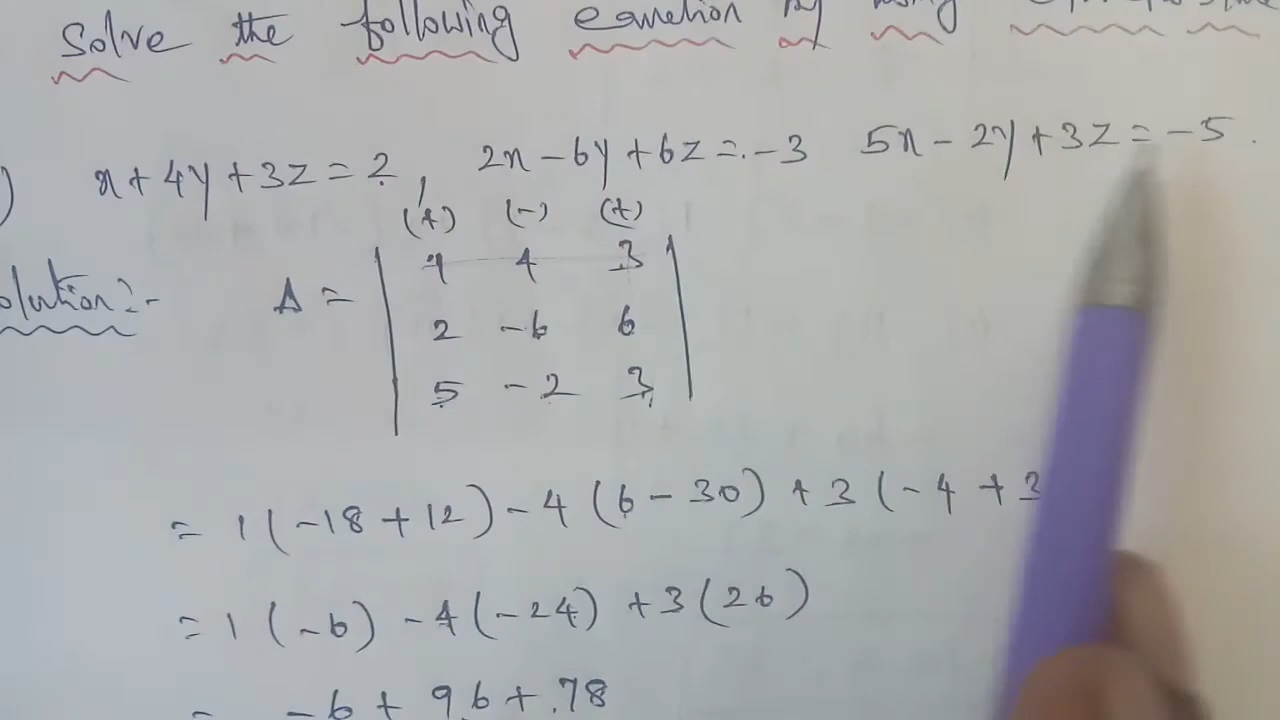 Solve the following equation by using
x + 4y + 3z = 2, 2x - 6y + 6z = -3 5x - 2y + 3z = -5.
(+) (-) (+)
Solution:- Δ = | 1 4 3 |
2 -6 6
5 -2 3
= 1(-18 + 12) - 4(6 - 30) + 3(-4 + 3
= 1(-6) - 4(-24) + 3(26)
= -6 + 96 + 78